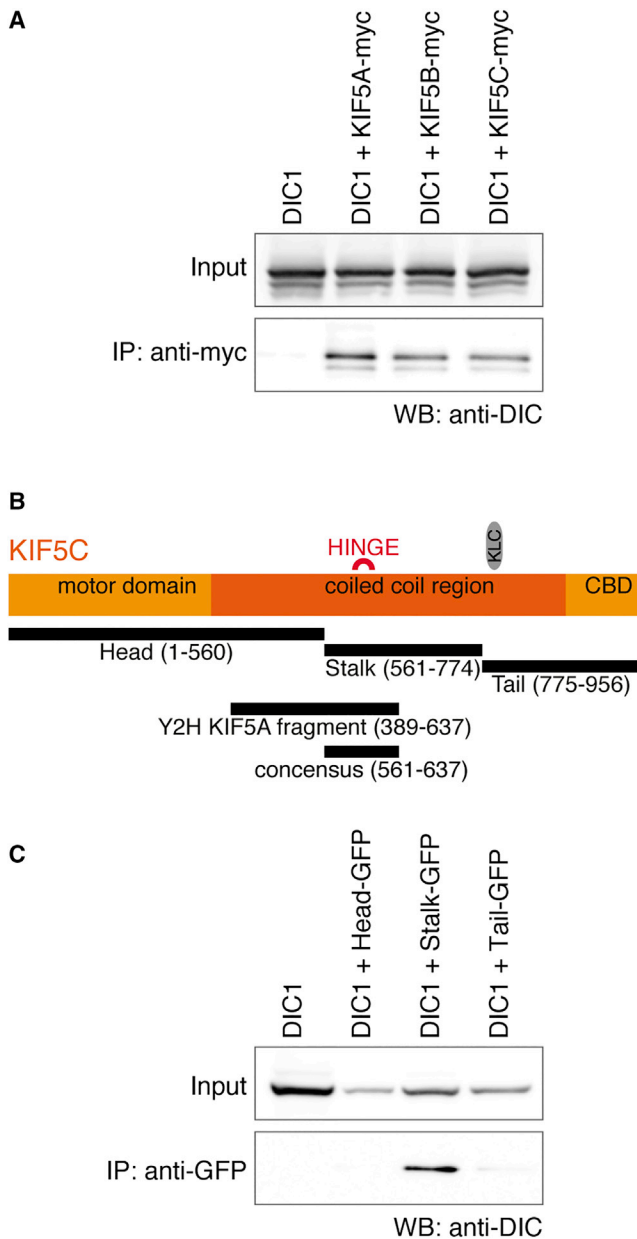 A
DIC1
DIC1 + KIF5A-myc
DIC1 + KIF5B-myc
DIC1 + KIF5C-myc
Input
IP: anti-myc
WB: anti-DIC
B
KIF5C
HINGE
KLC
motor domain
coiled coil region
CBD
Head (1-560)
Stalk (561-774)
Tail (775-956)
Y2H KIF5A fragment (389-637)
concensus (561-637)
C
DIC1
DIC1 + Head-GFP
DIC1 + Stalk-GFP
DIC1 + Tail-GFP
Input
IP: anti-GFP
WB: anti-DIC